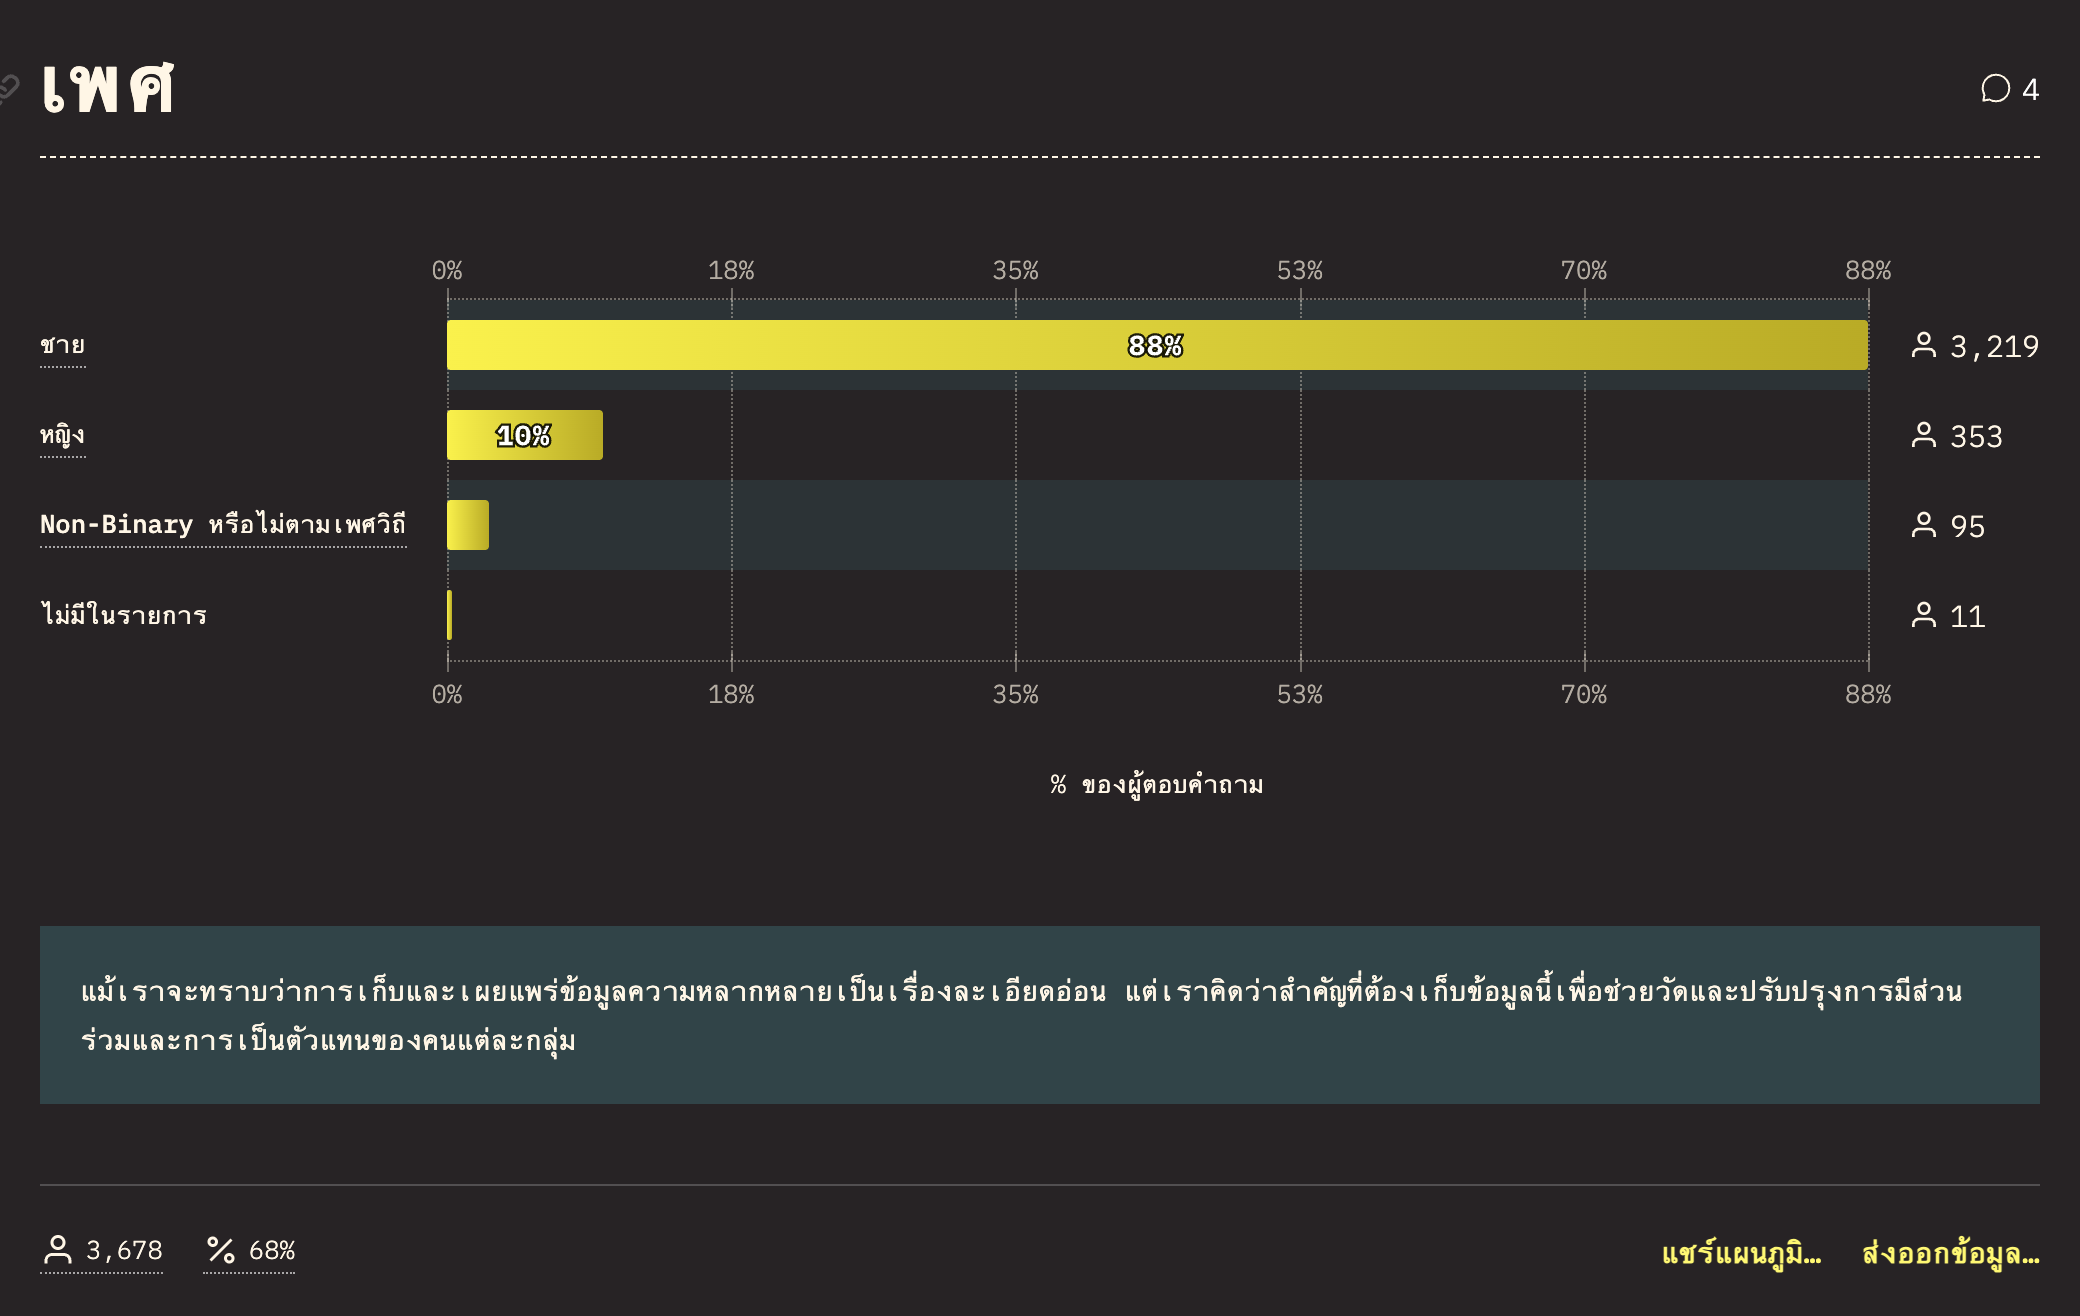 เพศ
4
0% 18% 35% 53% 70% 88%
ชาย 88% 3,219
หญิง 10% 353
Non-Binary หรือไม่ตามเพศวิถี 95
ไม่มีในรายการ 11
0% 18% 35% 53% 70% 88%
% ของผู้ตอบคำถาม
แม้เราจะทราบว่าการเก็บและเผยแพร่ข้อมูลความหลากหลายเป็นเรื่องละเอียดอ่อน แต่เราคิดว่าสำคัญที่ต้องเก็บข้อมูลนี้เพื่อช่วยวัดและปรับปรุงการมีส่วน
ร่วมและการเป็นตัวแทนของคนแต่ละกลุ่ม
3,678 68% แชร์แผนภูมิ… ส่งออกข้อมูล…